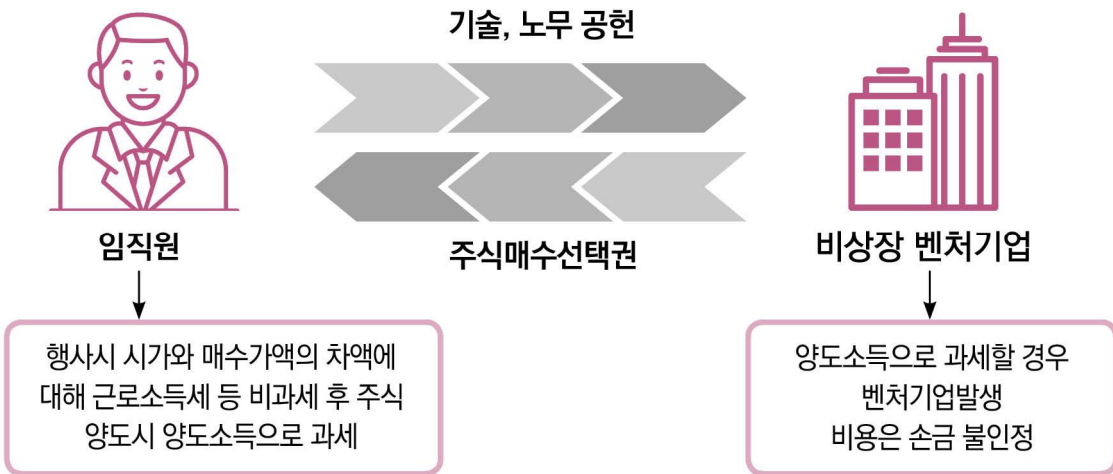 기술, 노무 공헌
임직원
주식매수선택권
비상장 벤처기업
행사시 시가와 매수가액의 차액에
대해 근로소득세 등 비과세 후 주식
양도시 양도소득으로 과세
양도소득으로 과세할 경우
벤처기업발생
비용은 손금 불인정